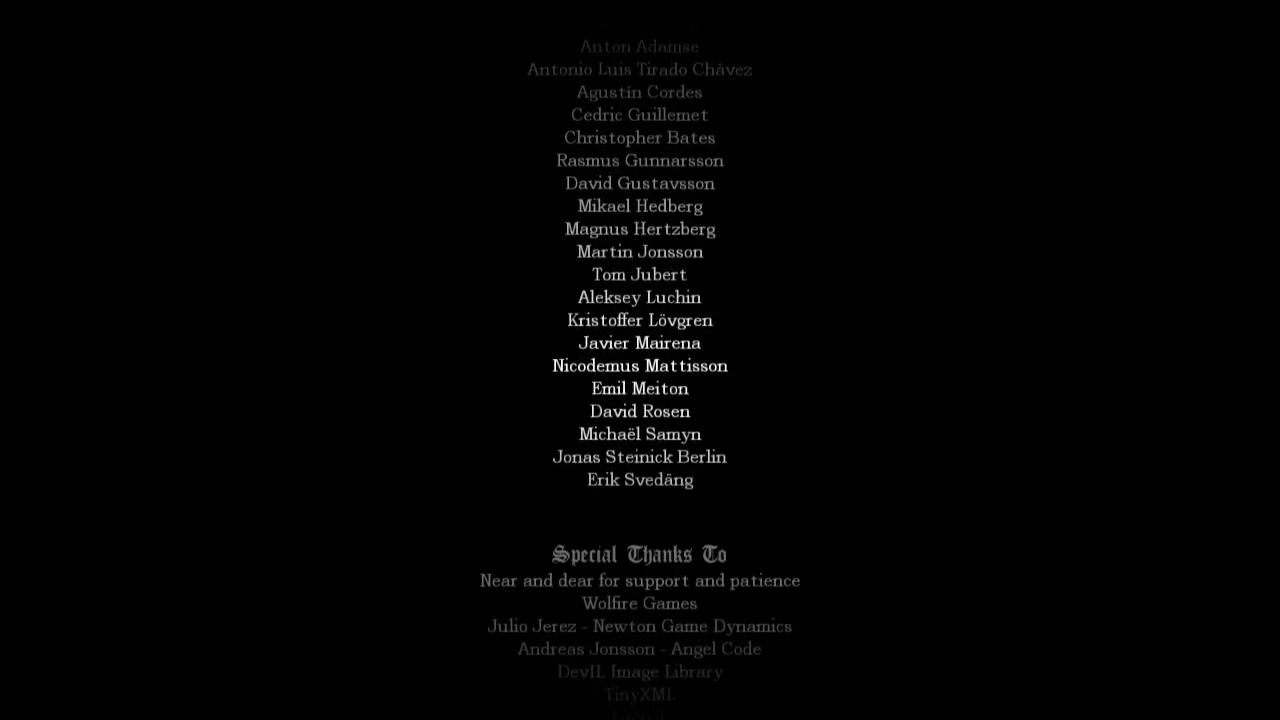 Anton Adamse
Antonio Luis Tirado Chávez
Agustín Cordes
Cedric Guillemet
Christopher Bates
Rasmus Gunnarsson
David Gustavsson
Mikael Hedberg
Magnus Hertzberg
Martin Jonsson
Tom Jubert
Aleksey Luchin
Kristoffer Lövgren
Javier Mairena
Nicodemus Mattisson
Emil Meiton
David Rosen
Michaël Samyn
Jonas Steinick Berlin
Erik Svedäng
Special Thanks To
Near and dear for support and patience
Wolfire Games
Julio Jerez - Newton Game Dynamics
Andreas Jonsson - Angel Code
DevIL Image Library
TinyXML